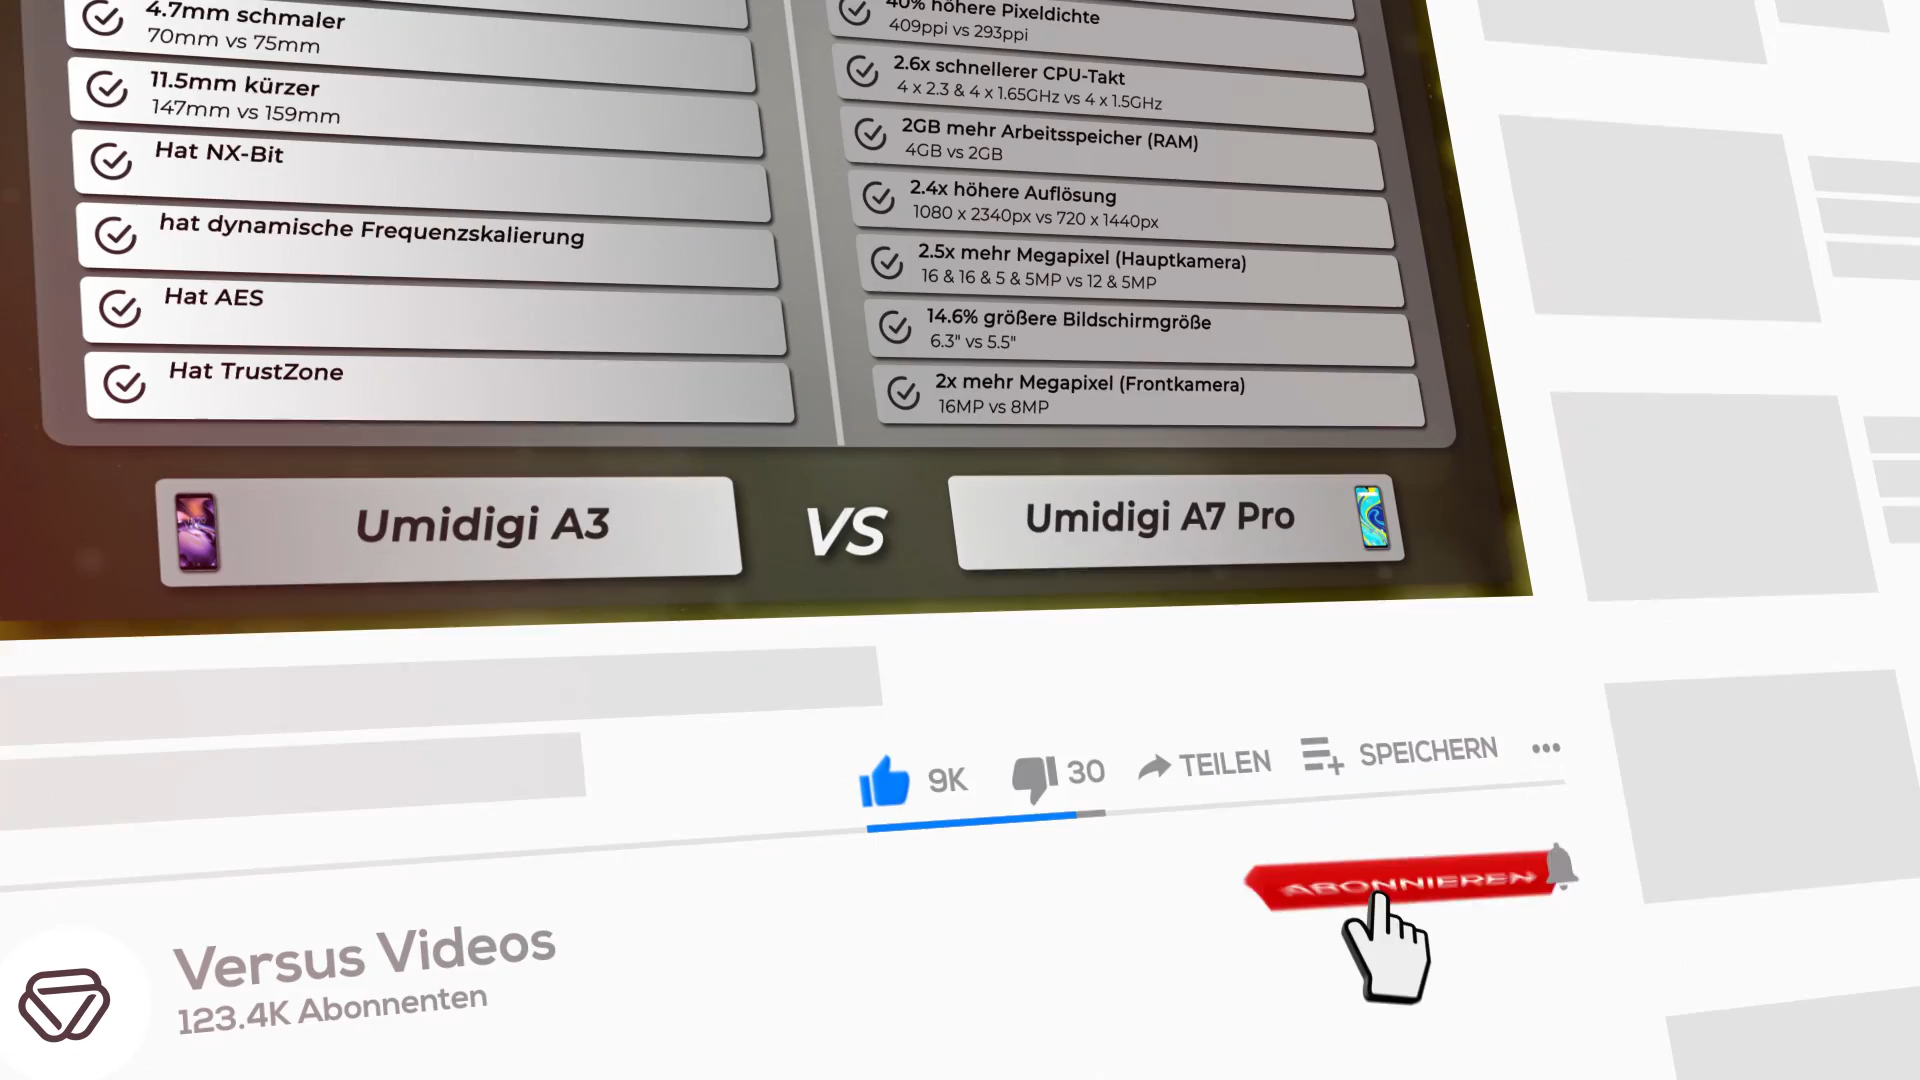 4.7mm schmaler
70mm vs 75mm
11.5mm kürzer
147mm vs 159mm
Hat NX-Bit
hat dynamische Frequenzskalierung
Hat AES
Hat TrustZone
40% höhere Pixeldichte
409ppi vs 293ppi
2.6x schnellerer CPU-Takt
4 x 2.3 & 4 x 1.65GHz vs 4 x 1.5GHz
2GB mehr Arbeitsspeicher (RAM)
4GB vs 2GB
2.4x höhere Auflösung
1080 x 2340px vs 720 x 1440px
2.5x mehr Megapixel (Hauptkamera)
16 & 16 & 5 & 5MP vs 12 & 5MP
14.6% größere Bildschirmgröße
6.3" vs 5.5"
2x mehr Megapixel (Frontkamera)
16MP vs 8MP
Umidigi A3
VS
Umidigi A7 Pro
9K
30
TEILEN
SPEICHERN
ABONNIEREN
Versus Videos
123.4K Abonnenten